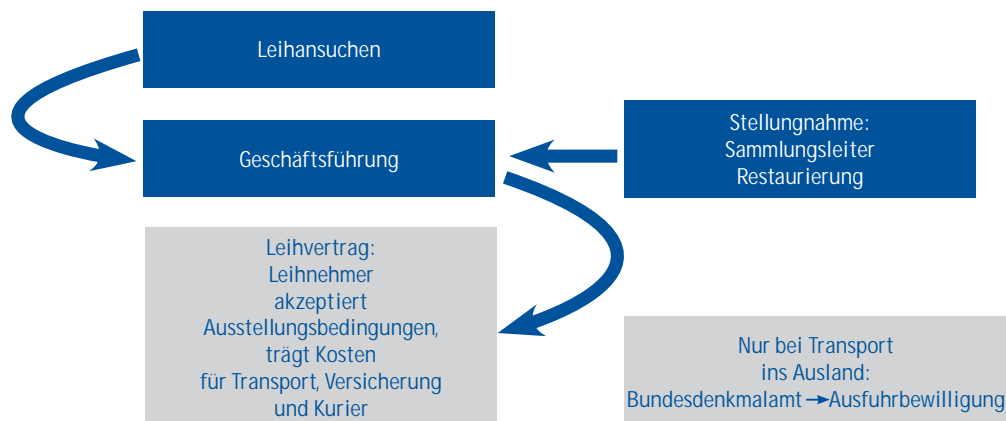 Leihansuchen
Geschäftsführung
Stellungnahme:
Sammlungsleiter
Restaurierung
Leihvertrag:
Leihnehmer
akzeptiert
Ausstellungsbedingungen,
trägt Kosten
für Transport, Versicherung
und Kurier
Nur bei Transport
ins Ausland:
Bundesdenkmalamt → Ausfuhrbewilligung